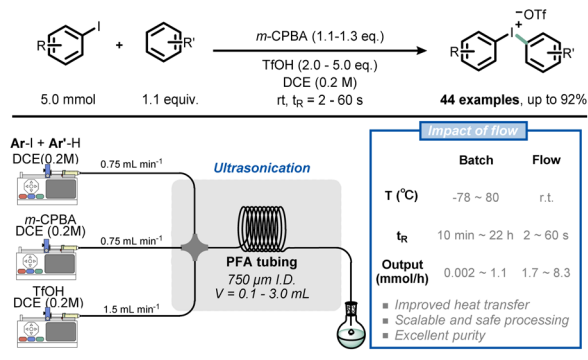 R
I
+
R'
m-CPBA (1.1-1.3 eq.)
TfOH (2.0 - 5.0 eq.)
DCE (0.2 M)
rt, tR = 2 - 60 s
−OTf
I+
R
R'
5.0 mmol
1.1 equiv.
44 examples, up to 92%
Ar-I + Ar'-H
DCE(0.2M)
0.75 mL min-1
m-CPBA
DCE (0.2M)
0.75 mL min-1
TfOH
DCE (0.2M)
1.5 mL min-1
Ultrasonication
PFA tubing
750 µm I.D.
V = 0.1 - 3.0 mL
Impact of flow
Batch Flow
T (°C) -78 ~ 80 r.t.
tR 10 min ~ 22 h 2 ~ 60 s
Output
(mmol/h) 0.002 ~ 1.1 1.7 ~ 8.3
Improved heat transfer
Scalable and safe processing
Excellent purity